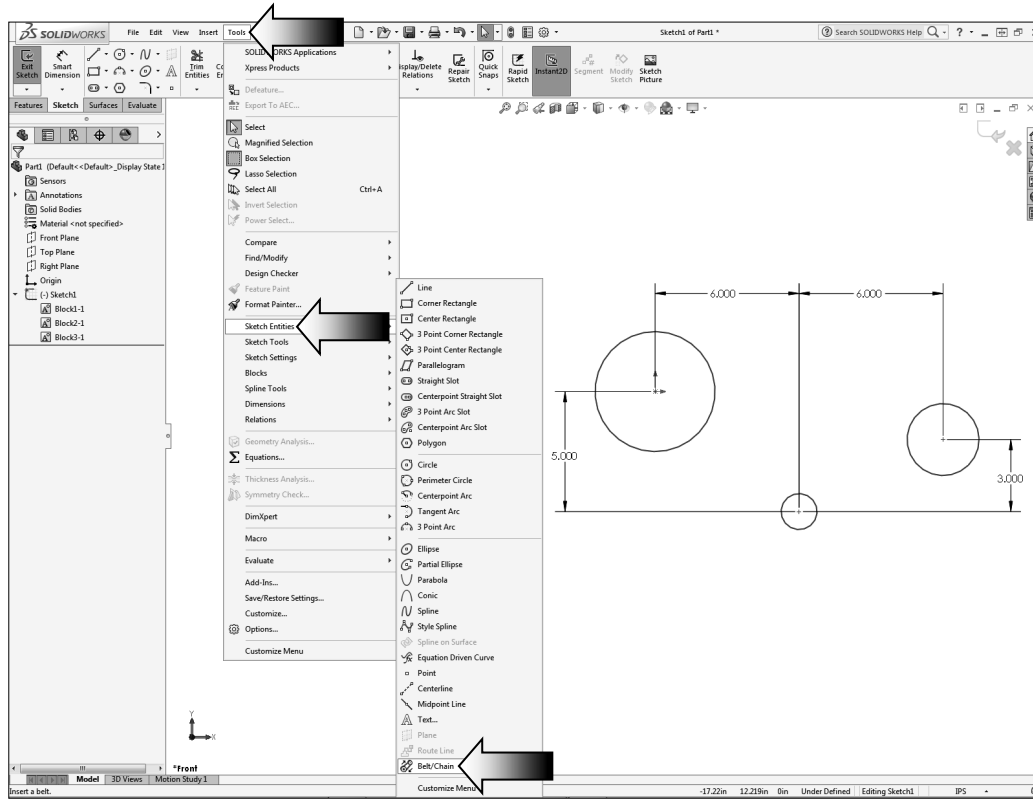 SOLIDWORKS
File Edit View Insert Tools
Sketch1 of Part1 *
Search SOLIDWORKS Help
Exit Sketch
Smart Dimension
Trim Entities
Display/Delete Relations
Repair Sketch
Quick Snaps
Rapid Sketch
Instant2D
Segment
Modify Sketch
Sketch Picture
Features Sketch Surfaces Evaluate
Part1 (Default<<Default>_Display State
Sensors
Annotations
Solid Bodies
Material <not specified>
Front Plane
Top Plane
Right Plane
Origin
(-) Sketch1
Block1-1
Block2-1
Block3-1
SOLIDWORKS Applications
Xpress Products
Defeature...
Export To AEC...
Select
Magnified Selection
Box Selection
Lasso Selection
Select All Ctrl+A
Invert Selection
Power Select...
Compare
Find/Modify
Design Checker
Feature Paint
Format Painter...
Sketch Entities
Sketch Tools
Sketch Settings
Blocks
Spline Tools
Dimensions
Relations
Geometry Analysis...
Equations...
Thickness Analysis...
Symmetry Check...
DimXpert
Macro
Evaluate
Add-Ins...
Save/Restore Settings...
Customize...
Options...
Customize Menu
Line
Corner Rectangle
Center Rectangle
3 Point Corner Rectangle
3 Point Center Rectangle
Parallelogram
Straight Slot
Centerpoint Straight Slot
3 Point Arc Slot
Centerpoint Arc Slot
Polygon
Circle
Perimeter Circle
Centerpoint Arc
Tangent Arc
3 Point Arc
Ellipse
Partial Ellipse
Parabola
Conic
Spline
Style Spline
Spline on Surface
Equation Driven Curve
Point
Centerline
Midpoint Line
Text...
Plane
Route Line
Belt/Chain
Customize Menu
6.000
6.000
5.000
3.000
Y
X
*Front
Model 3D Views Motion Study 1
Insert a belt.
-17.22in 12.219in 0in Under Defined Editing Sketch1 IPS